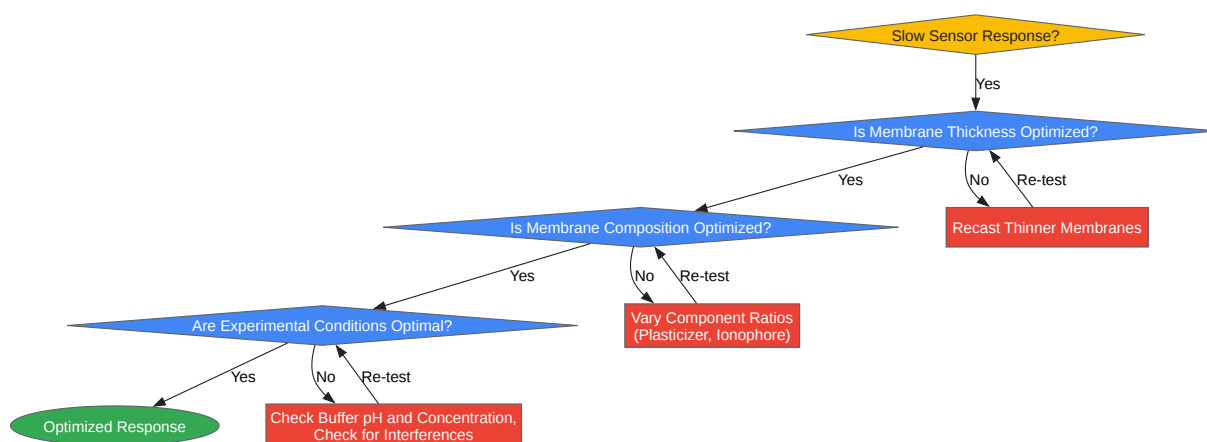 Slow Sensor Response?
Yes
Is Membrane Thickness Optimized?
Yes
No
Re-test
Recast Thinner Membranes
Is Membrane Composition Optimized?
Yes
No
Re-test
Vary Component Ratios
(Plasticizer, Ionophore)
Are Experimental Conditions Optimal?
Yes
No
Re-test
Optimized Response
Check Buffer pH and Concentration,
Check for Interferences